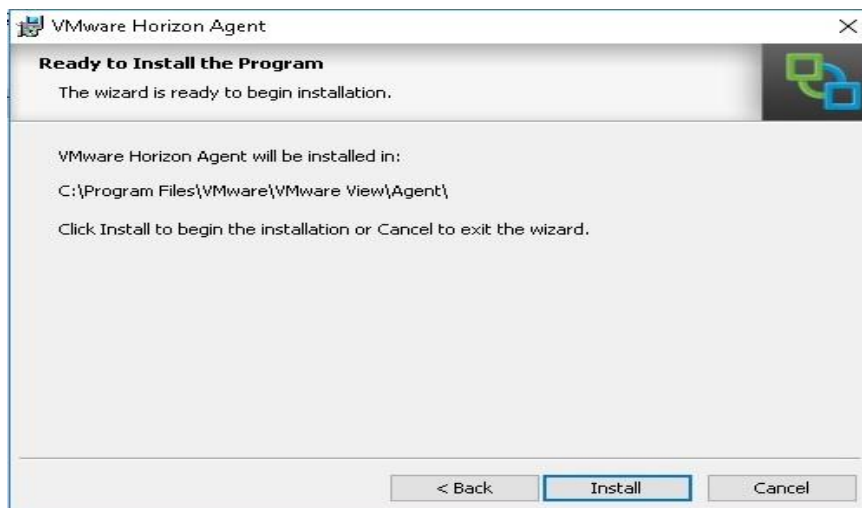 VMware Horizon Agent
Ready to Install the Program
The wizard is ready to begin installation.
VMware Horizon Agent will be installed in:
C:\Program Files\VMware\VMware View\Agent\
Click Install to begin the installation or Cancel to exit the wizard.
< Back Install Cancel